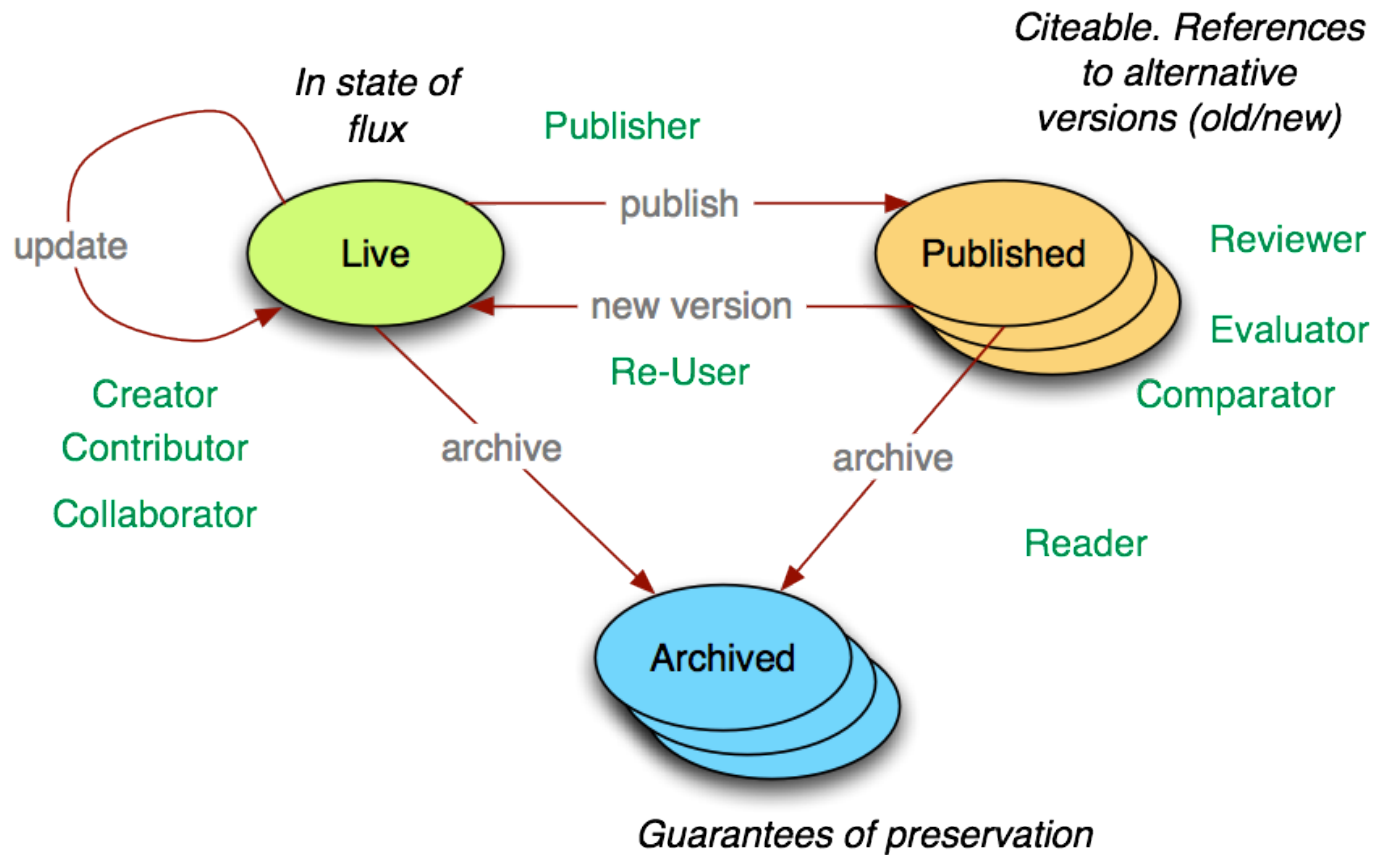 Citeable. References
to alternative
versions (old/new)
In state of
flux
Publisher
publish
update
Live
Published
Reviewer
new version
Evaluator
Re-User
Creator
Comparator
Contributor
archive
archive
Collaborator
Reader
Archived
Guarantees of preservation